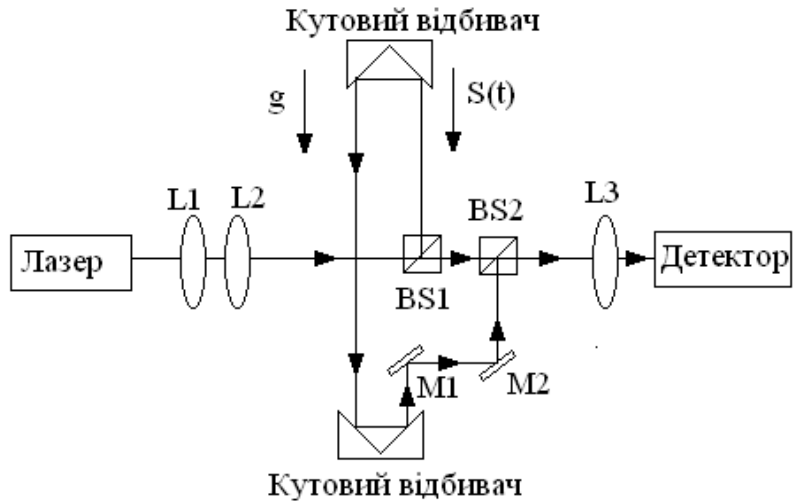 Кутовий відбивач
g
S(t)
L1
L2
BS2
L3
Лазер
Детектор
BS1
M1
M2
Кутовий відбивач